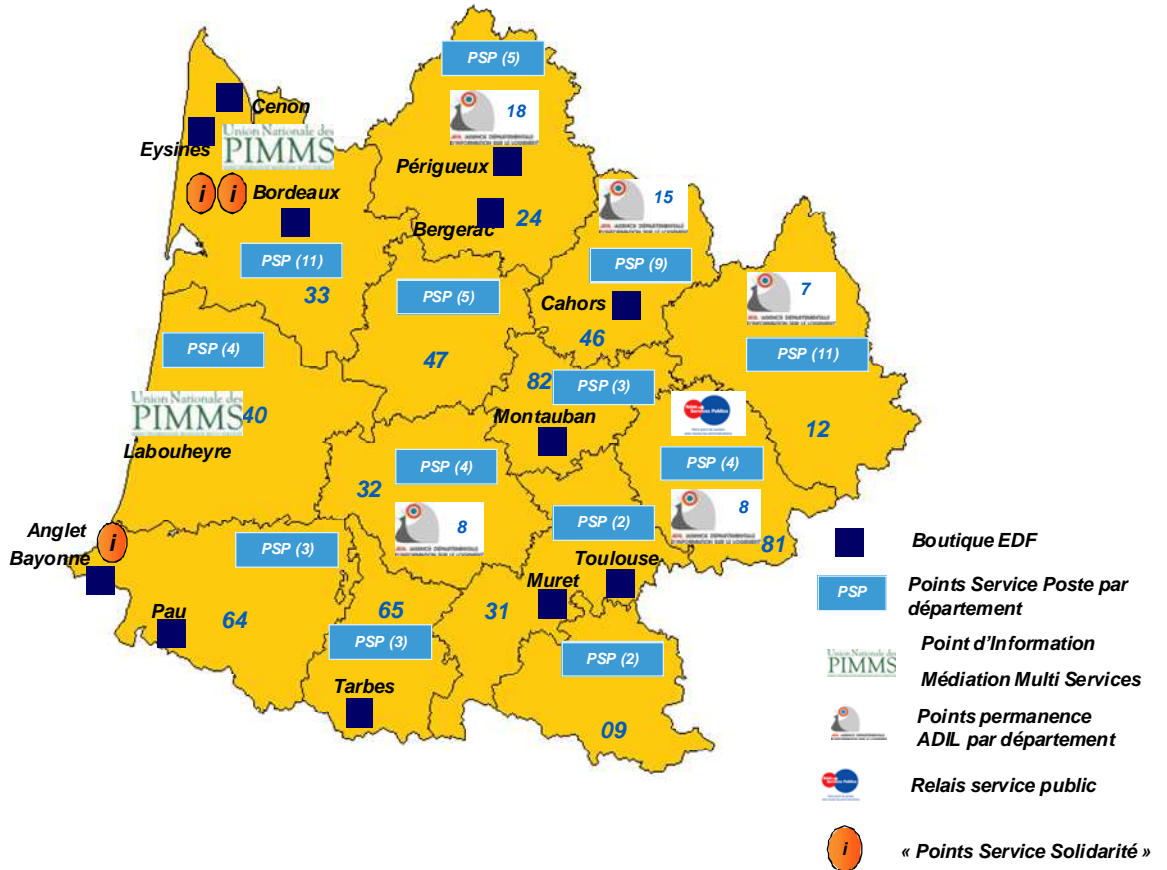 PSP (5)
18
Cenon
Union Nationale des
PIMMS
Eysines
Périgueux
i i Bordeaux
15
Bergerac
24
PSP (11)
PSP (9)
33
PSP (5)
7
Cahors
46
PSP (4)
47
PSP (11)
82
PSP (3)
Union Nationale des
PIMMS
40
Montauban
12
Labouheyre
PSP (4)
PSP (4)
32
8
8
PSP (2)
81
Anglet
i
Bayonne
PSP (3)
Toulouse
Muret
Pau
64
65
31
PSP (3)
PSP (2)
Tarbes
09
Boutique EDF
PSP
Points Service Poste par
département
Union Nationale des
PIMMS
Point d'Information
Médiation Multi Services
Points permanence
ADIL par département
Relais service public
i
« Points Service Solidarité »